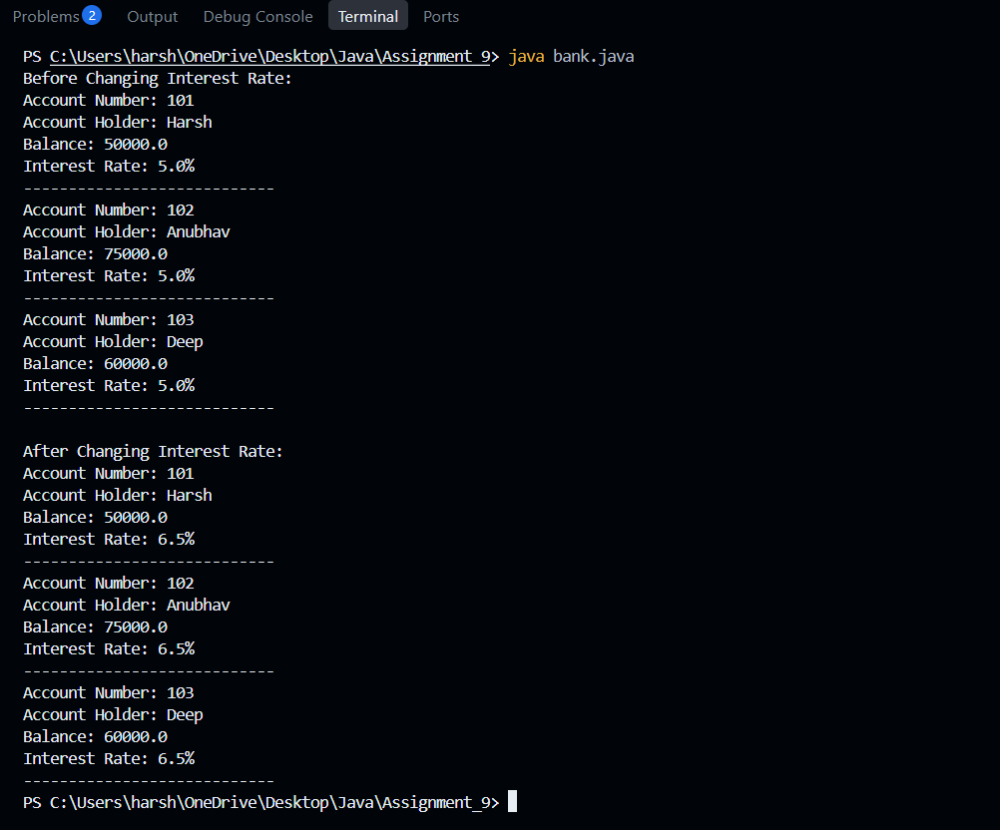 Problems 2 Output Debug Console Terminal Ports
PS C:\Users\harsh\OneDrive\Desktop\Java\Assignment_9> java bank.java
Before Changing Interest Rate:
Account Number: 101
Account Holder: Harsh
Balance: 50000.0
Interest Rate: 5.0%
----------------------------
Account Number: 102
Account Holder: Anubhav
Balance: 75000.0
Interest Rate: 5.0%
----------------------------
Account Number: 103
Account Holder: Deep
Balance: 60000.0
Interest Rate: 5.0%
----------------------------
After Changing Interest Rate:
Account Number: 101
Account Holder: Harsh
Balance: 50000.0
Interest Rate: 6.5%
----------------------------
Account Number: 102
Account Holder: Anubhav
Balance: 75000.0
Interest Rate: 6.5%
----------------------------
Account Number: 103
Account Holder: Deep
Balance: 60000.0
Interest Rate: 6.5%
----------------------------
PS C:\Users\harsh\OneDrive\Desktop\Java\Assignment_9>